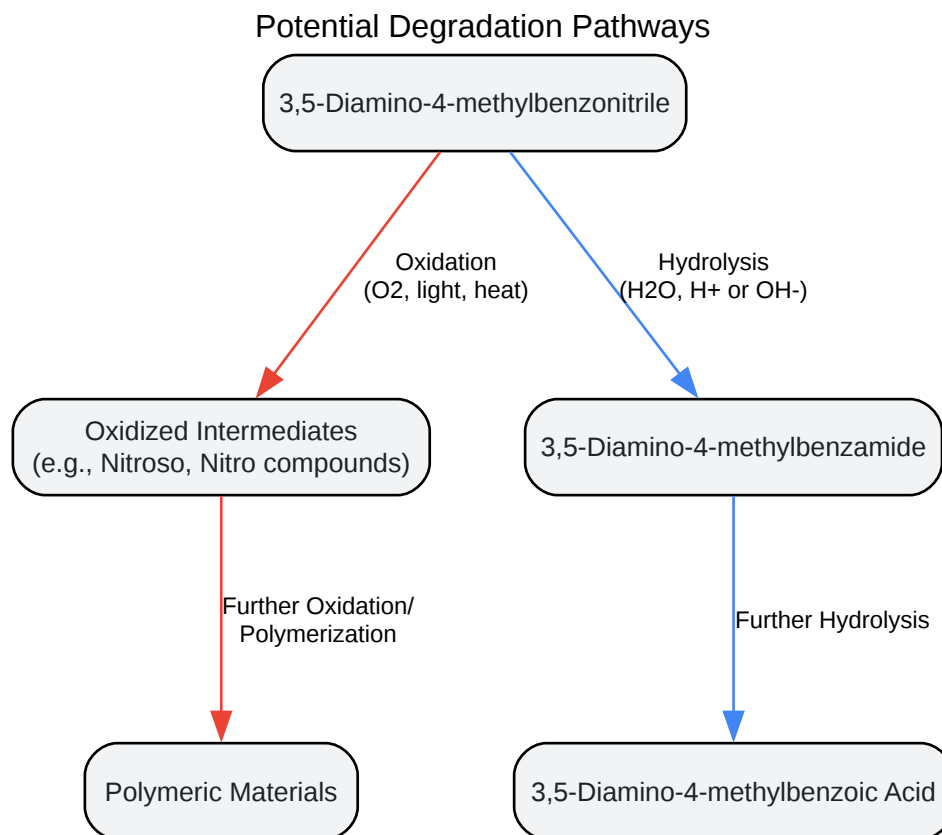 Potential Degradation Pathways
3,5-Diamino-4-methylbenzonitrile
Oxidation
(O2, light, heat)
Hydrolysis
(H2O, H+ or OH-)
Oxidized Intermediates
(e.g., Nitroso, Nitro compounds)
3,5-Diamino-4-methylbenzamide
Further Oxidation/
Polymerization
Further Hydrolysis
Polymeric Materials
3,5-Diamino-4-methylbenzoic Acid